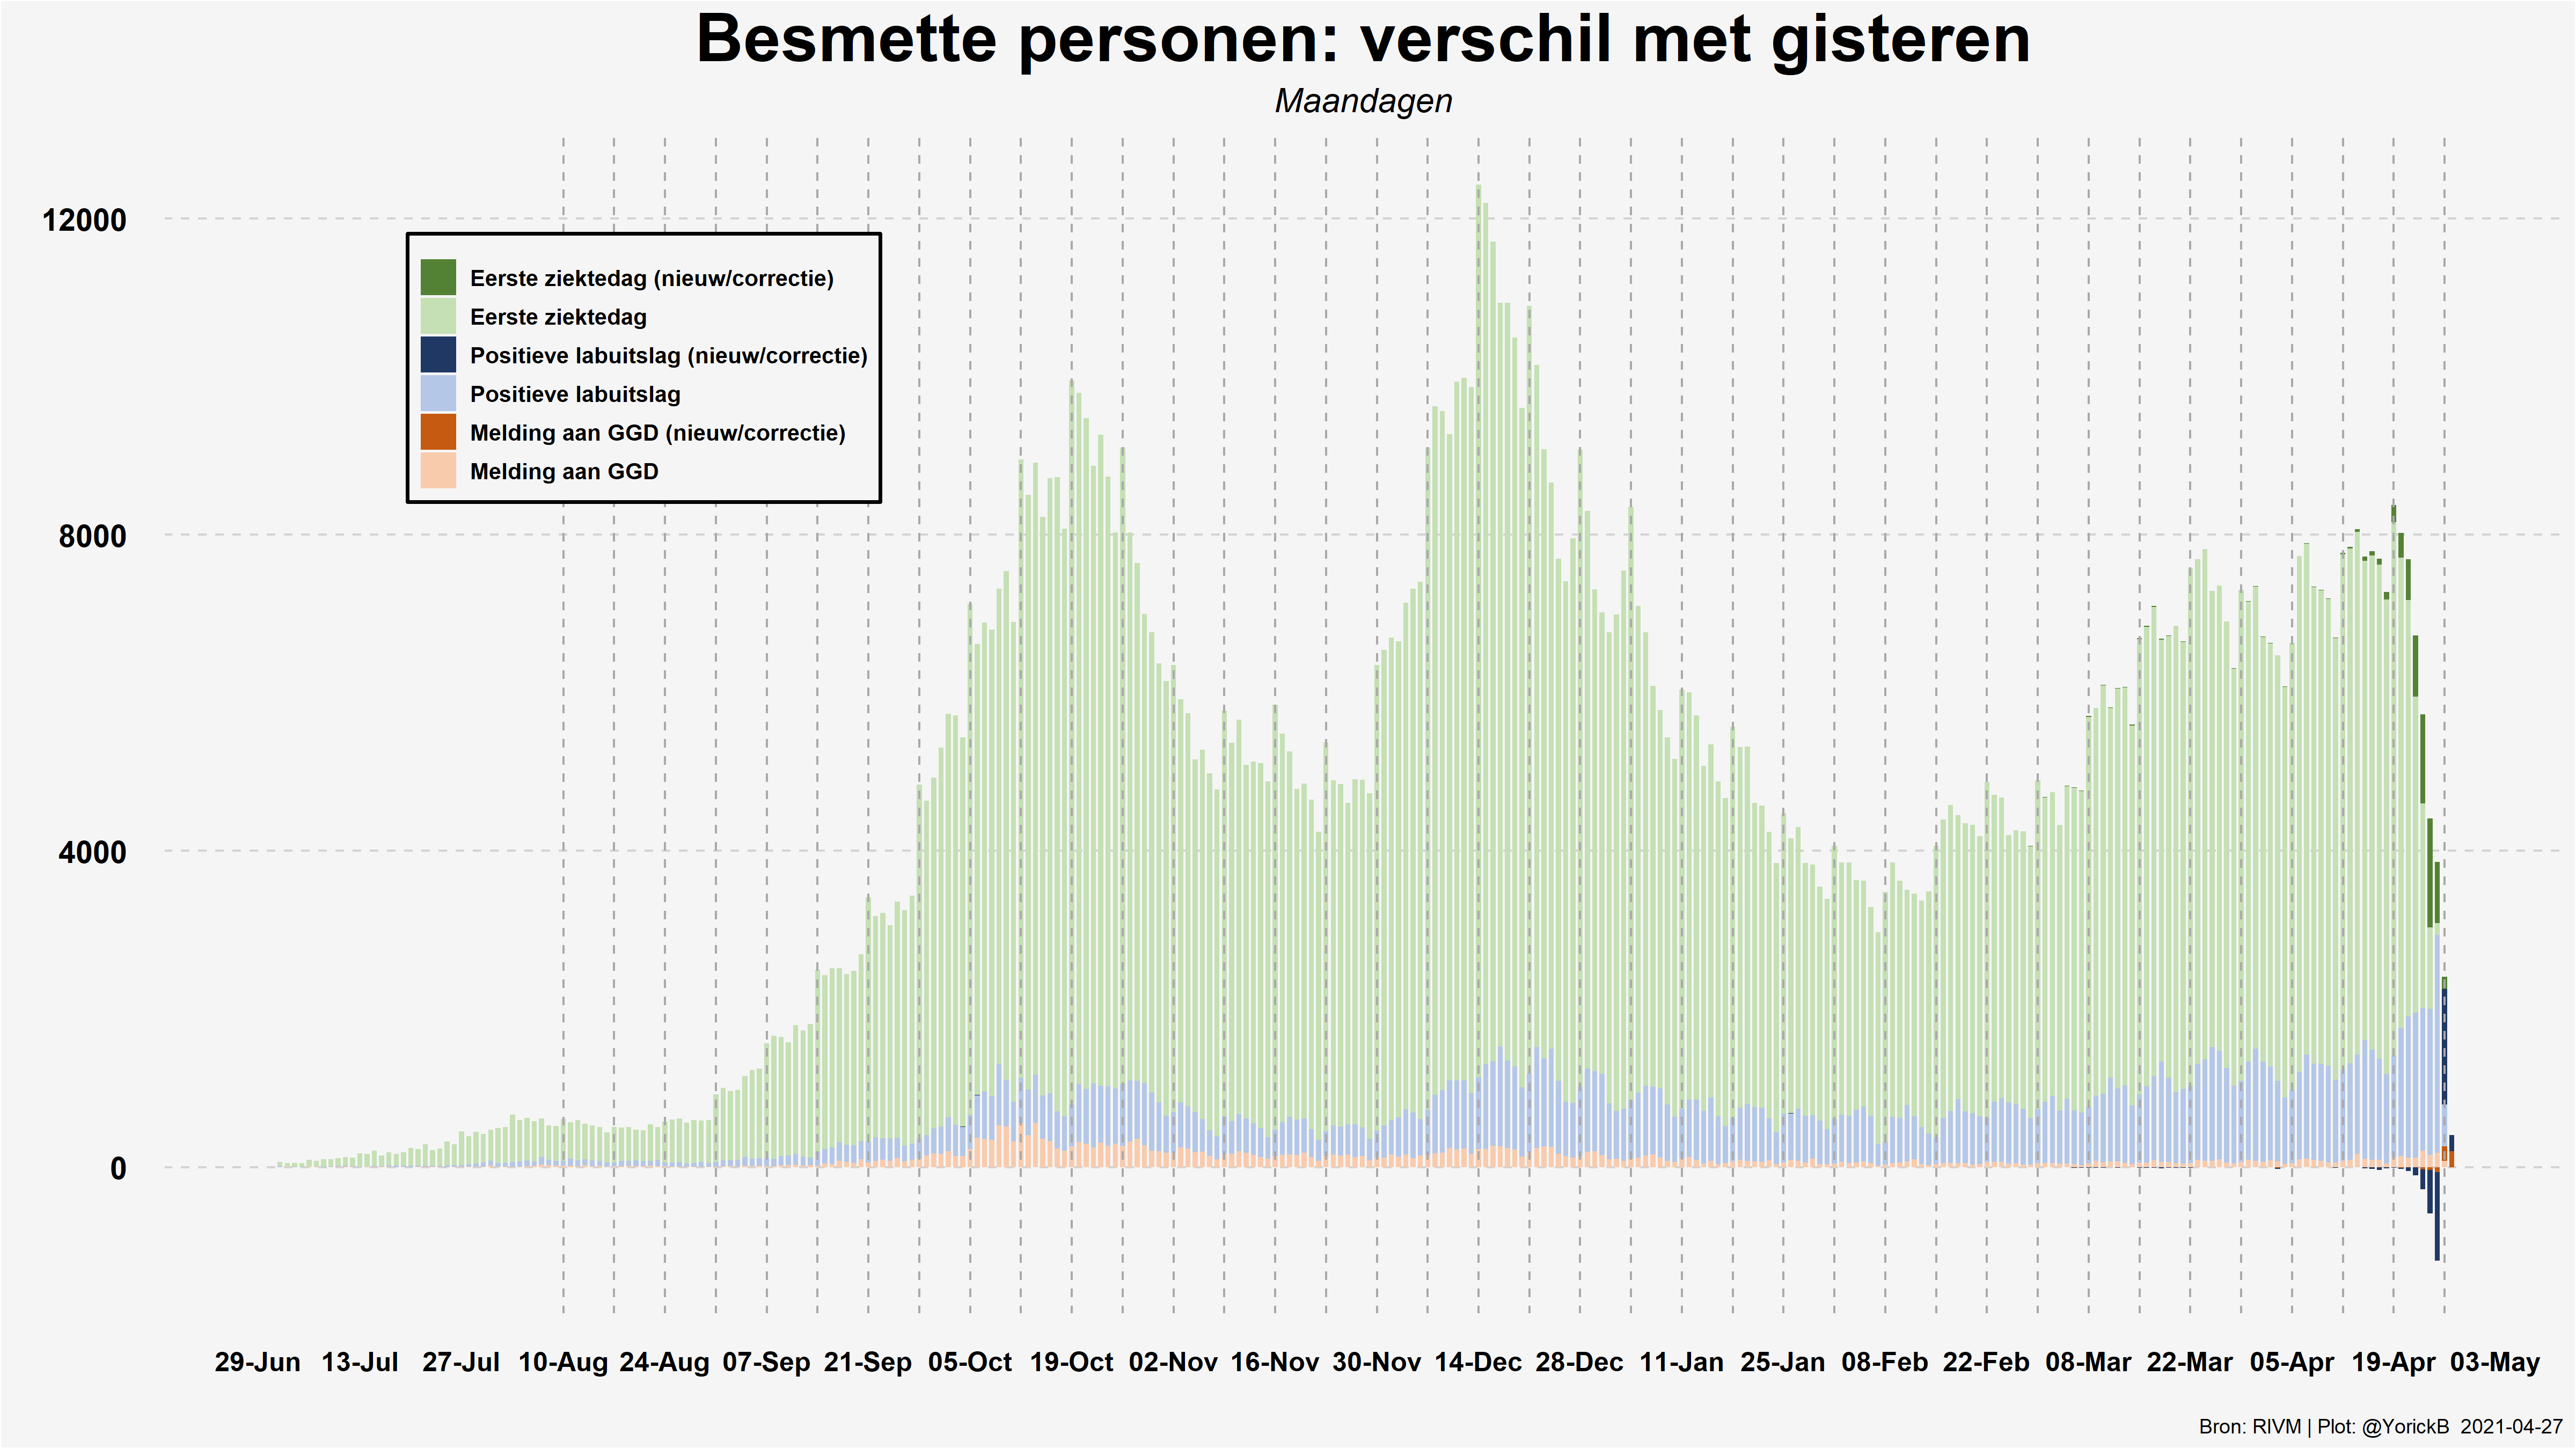 Besmette personen: verschil met gisteren
Maandagen
12000
8000
4000
0
Eerste ziektedag (nieuw/correctie)
Eerste ziektedag
Positieve labuitslag (nieuw/correctie)
Positieve labuitslag
Melding aan GGD (nieuw/correctie)
Melding aan GGD
29-Jun 13-Jul 27-Jul 10-Aug 24-Aug 07-Sep 21-Sep 05-Oct 19-Oct 02-Nov 16-Nov 30-Nov 14-Dec 28-Dec 11-Jan 25-Jan 08-Feb 22-Feb 08-Mar 22-Mar 05-Apr 19-Apr 03-May
Bron: RIVM | Plot: @YorickB 2021-04-27